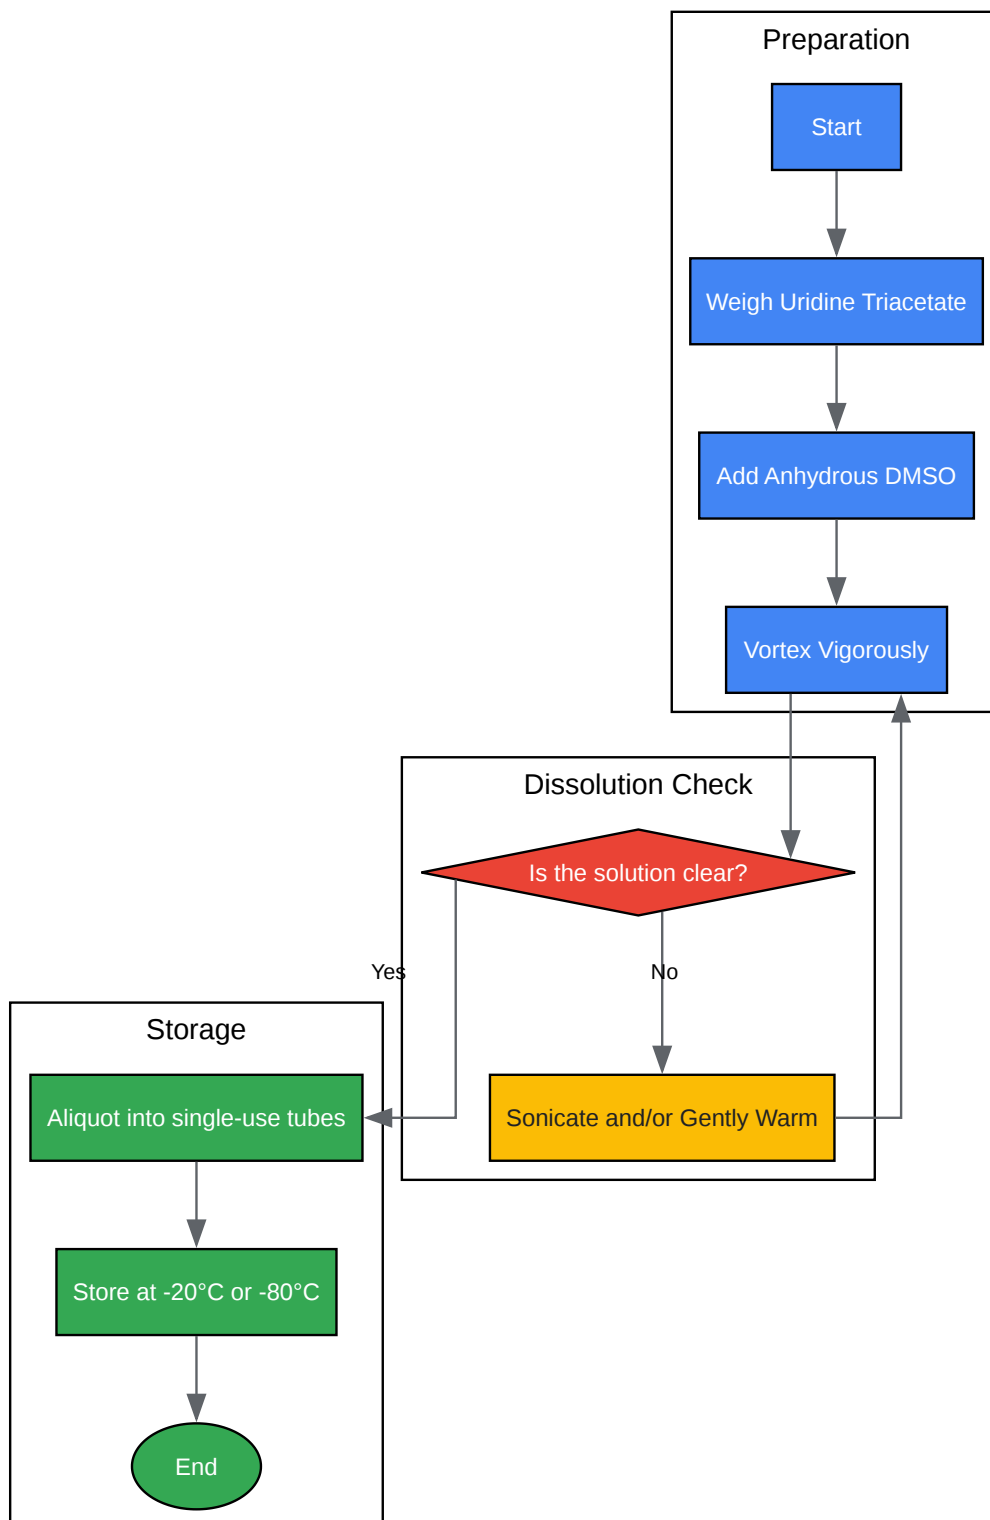 Preparation
Start
Weigh Uridine Triacetate
Add Anhydrous DMSO
Vortex Vigorously
Dissolution Check
Is the solution clear?
Yes
No
Sonicate and/or Gently Warm
Storage
Aliquot into single-use tubes
Store at -20°C or -80°C
End